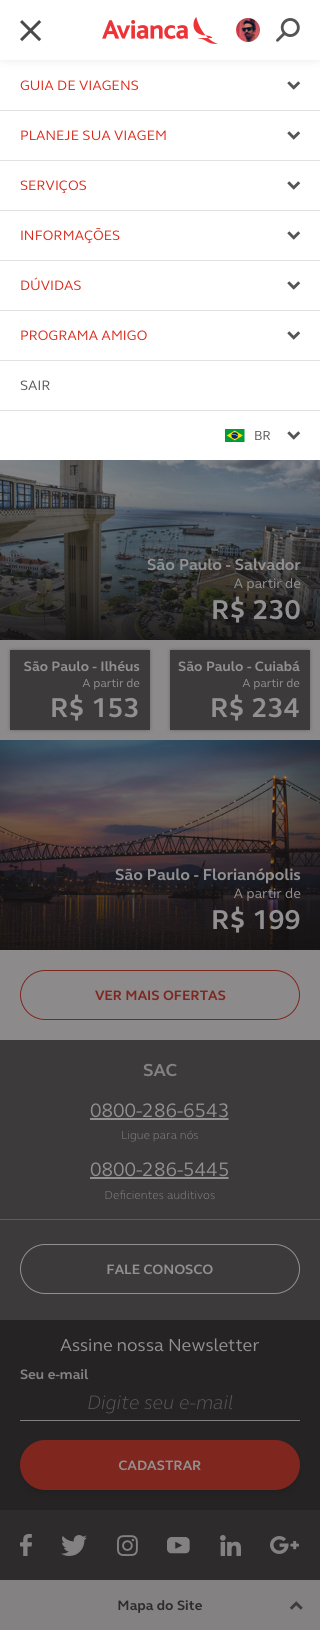 Avianca
GUIA DE VIAGENS
PLANEJE SUA VIAGEM
SERVIÇOS
INFORMAÇÕES
DÚVIDAS
PROGRAMA AMIGO
SAIR
BR
São Paulo - Salvador
A partir de
R$ 230
São Paulo - Ilhéus
A partir de
R$ 153
São Paulo - Cuiabá
A partir de
R$ 234
São Paulo - Florianópolis
A partir de
R$ 199
VER MAIS OFERTAS
SAC
0800-286-6543
Ligue para nós
0800-286-5445
Deficientes auditivos
FALE CONOSCO
Assine nossa Newsletter
Seu e-mail
Digite seu e-mail
CADASTRAR
Mapa do Site